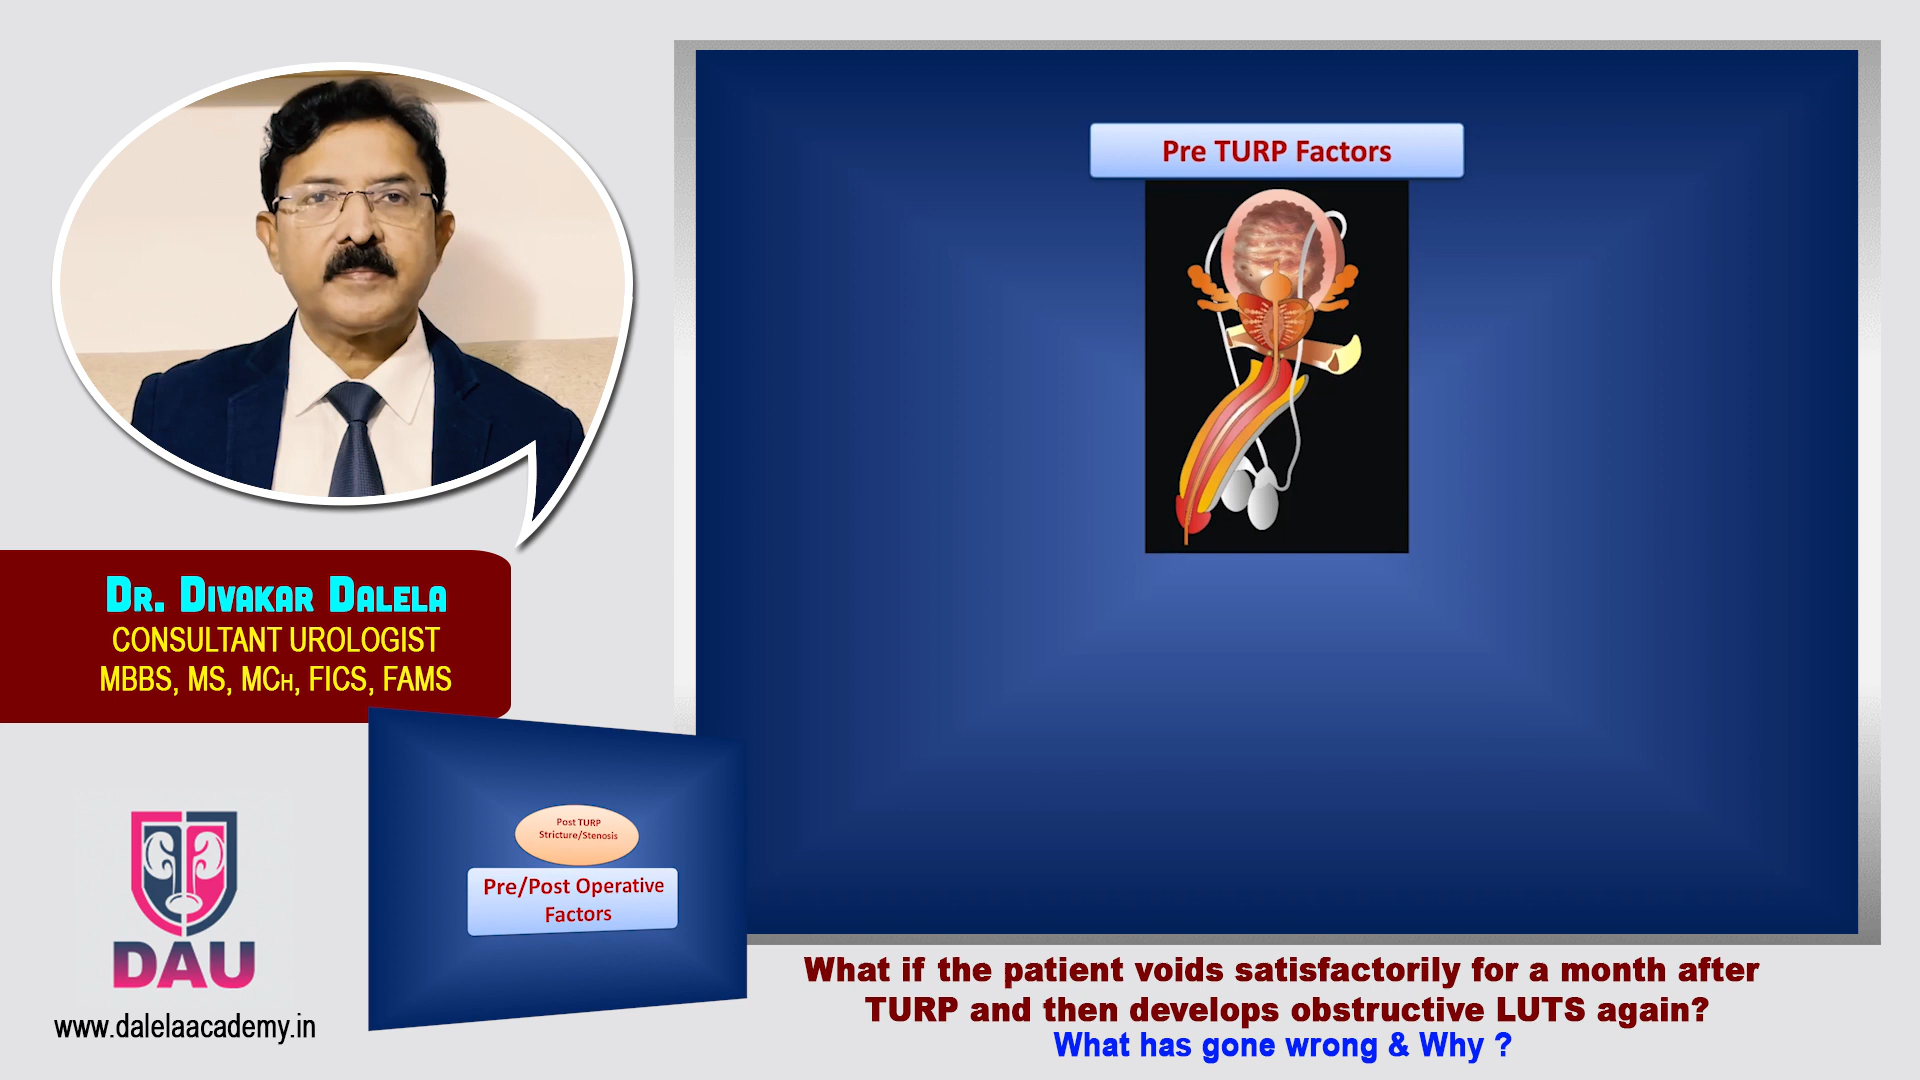 Pre TURP Factors
Dr. Divakar Dalela
CONSULTANT UROLOGIST
MBBS, MS, MCH, FICS, FAMS
Post TURP
Stricture/Stenosis
Pre/Post Operative
Factors
DAU
www.dalelaacademy.in
What if the patient voids satisfactorily for a month after
TURP and then develops obstructive LUTS again?
What has gone wrong & Why ?